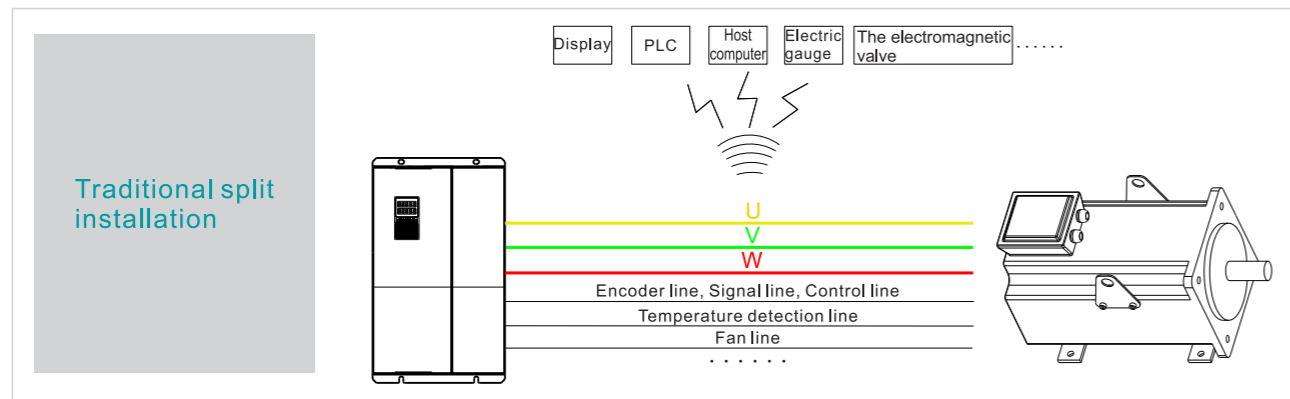 Traditional split
installation
Display
PLC
Host
computer
Electric
gauge
The electromagnetic
valve
......
U
V
W
Encoder line, Signal line, Control line
Temperature detection line
Fan line
......